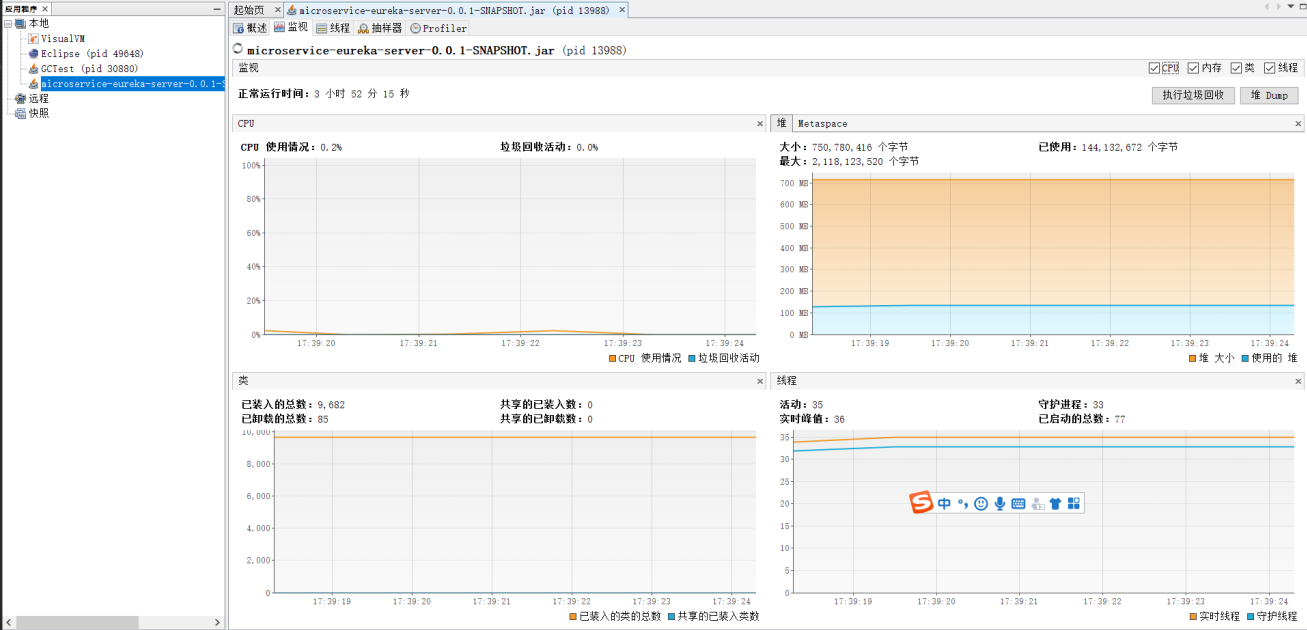 应用程序 ×
本地
VisualVM
Eclipse (pid 49648)
GCTest (pid 30880)
microservice-eureka-server-0.0.1-S
远程
快照
起始页 × microservice-eureka-server-0.0.1-SNAPSHOT.jar (pid 13988) ×
概述 监视 线程 抽样器 Profiler
microservice-eureka-server-0.0.1-SNAPSHOT.jar (pid 13988)
监视 CPU 内存 类 线程
正常运行时间: 3 小时 52 分 15 秒 执行垃圾回收 堆 Dump
CPU ×
CPU 使用情况: 0.2% 垃圾回收活动: 0.0%
100%
80%
60%
40%
20%
0%
17:39:20 17:39:21 17:39:22 17:39:23 17:39:24
CPU 使用情况 垃圾回收活动
堆 Metaspace ×
大小: 750,780,416 个字节 已使用: 144,132,672 个字节
最大: 2,118,123,520 个字节
700 MB
600 MB
500 MB
400 MB
300 MB
200 MB
100 MB
0 MB
17:39:19 17:39:20 17:39:21 17:39:22 17:39:23 17:39:24
堆 大小 使用的 堆
类 ×
已装入的总数: 9,682 共享的已装入数: 0
已卸载的总数: 85 共享的已卸载数: 0
10,000
8,000
6,000
4,000
2,000
0
17:39:19 17:39:20 17:39:21 17:39:22 17:39:23 17:39:24
已装入的类的总数 共享的已装入类数
线程 ×
活动: 35 守护进程: 33
实时峰值: 36 已启动的总数: 77
35
30
25
20
15
10
5
0
17:39:19 17:39:20 17:39:21 17:39:22 17:39:23 17:39:24
实时线程 守护线程
S 中 °,